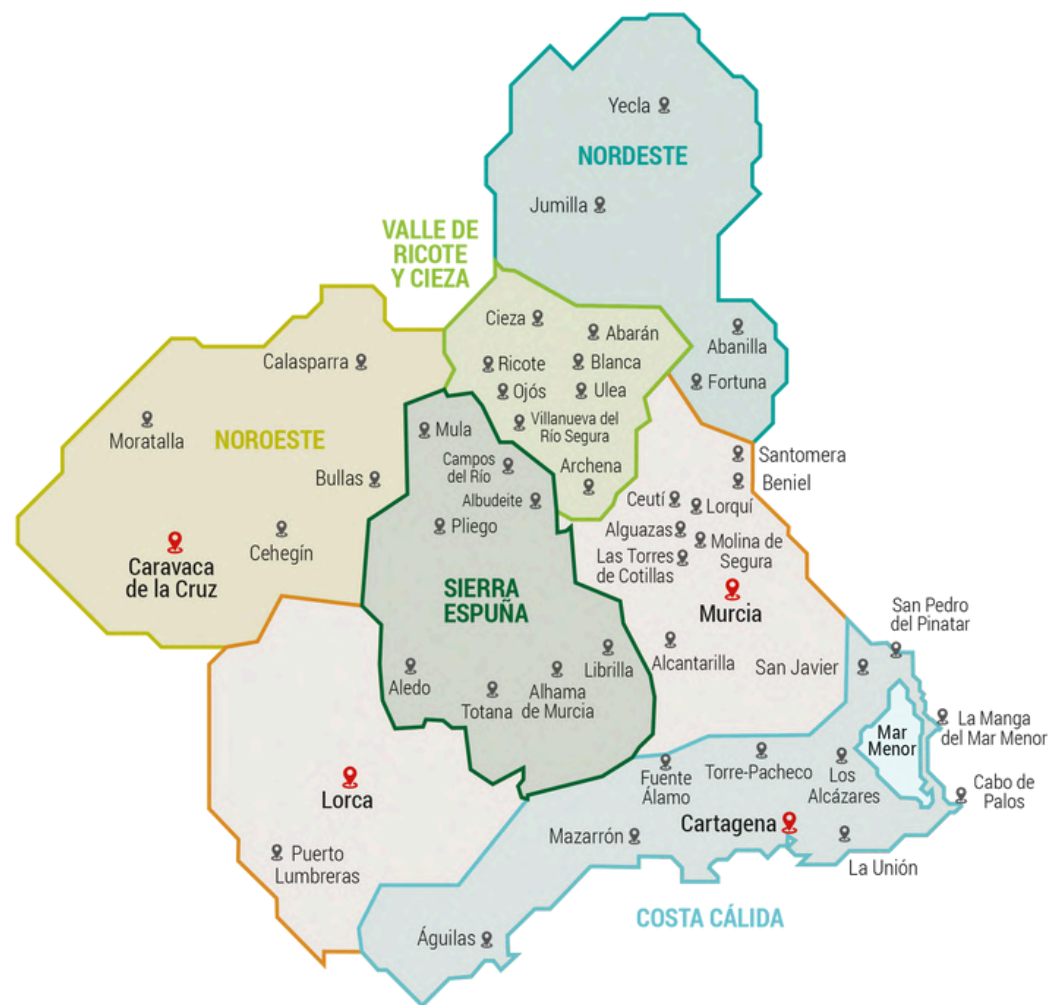 Yecla
NORDESTE
Jumilla
VALLE DE
RICOTE
Y CIEZA
Cieza
Abarán
Abanilla
Calasparra
Ricote
Blanca
Fortuna
Ojós
Ulea
Moratalla
NOROESTE
Mula
Villanueva del
Río Segura
Santomera
Campos
del Río
Archena
Bullas
Beniel
Albudeite
Ceutí
Lorquí
Pliego
Alguazas
Cehegín
Molina de
Segura
Las Torres
de Cotillas
Caravaca
de la Cruz
SIERRA
ESPUÑA
Murcia
San Pedro
del Pinatar
Alcantarilla
San Javier
Librilla
Aledo
Totana
Alhama
de Murcia
La Manga
del Mar Menor
Mar
Menor
Fuente
Álamo
Torre-Pacheco
Los
Alcázares
Cabo de
Palos
Lorca
Mazarrón
Cartagena
Puerto
Lumbreras
La Unión
COSTA CÁLIDA
Águilas